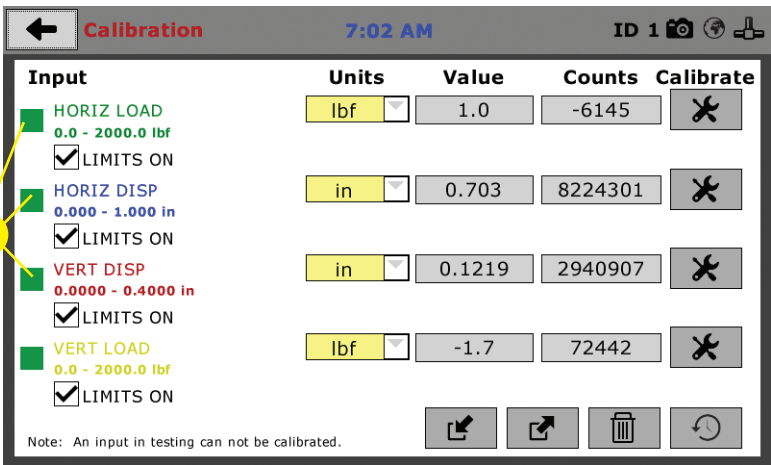 Calibration 7:02 AM ID 1
Input Units Value Counts Calibrate
HORIZ LOAD lbf 1.0 -6145
0.0 - 2000.0 lbf
LIMITS ON
HORIZ DISP in 0.703 8224301
0.000 - 1.000 in
LIMITS ON
VERT DISP in 0.1219 2940907
0.0000 - 0.4000 in
LIMITS ON
VERT LOAD lbf -1.7 72442
0.0 - 2000.0 lbf
LIMITS ON
Note: An input in testing can not be calibrated.